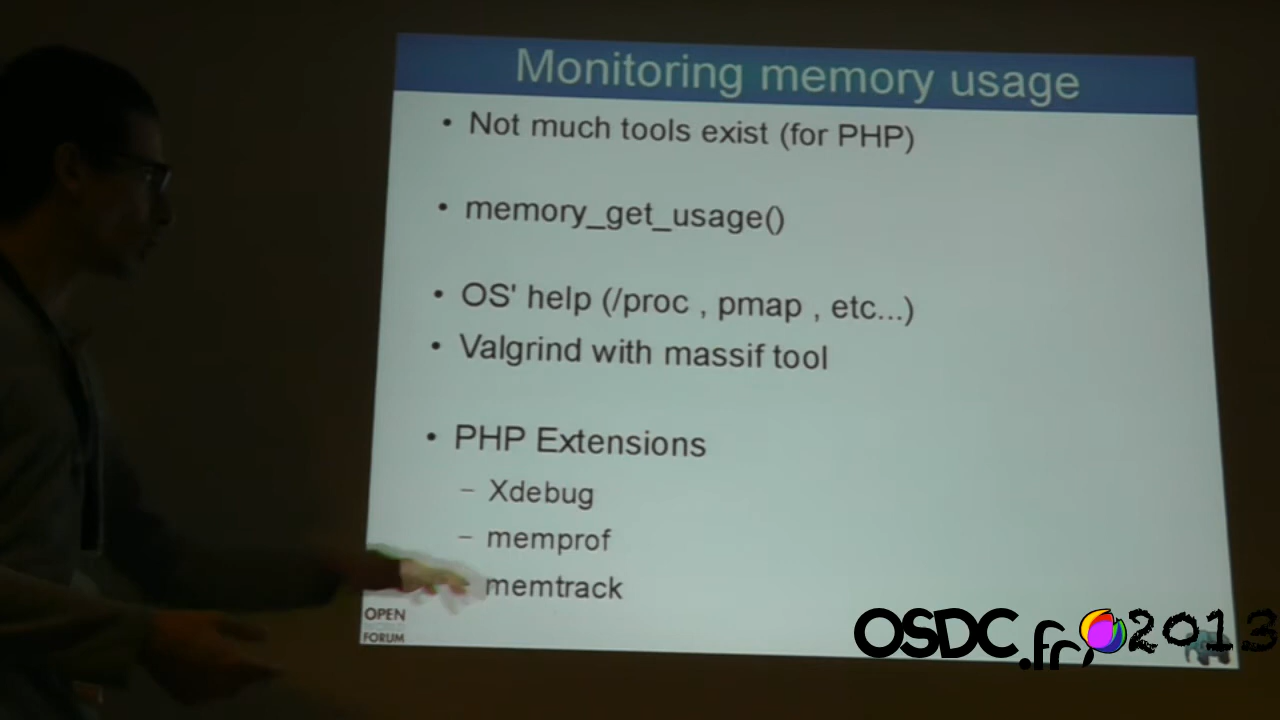 Monitoring memory usage
• Not much tools exist (for PHP)
• memory_get_usage()
• OS' help (/proc , pmap , etc...)
• Valgrind with massif tool
• PHP Extensions
– Xdebug
– memprof
memtrack
OPEN
FORUM
OSDC.fr 2013